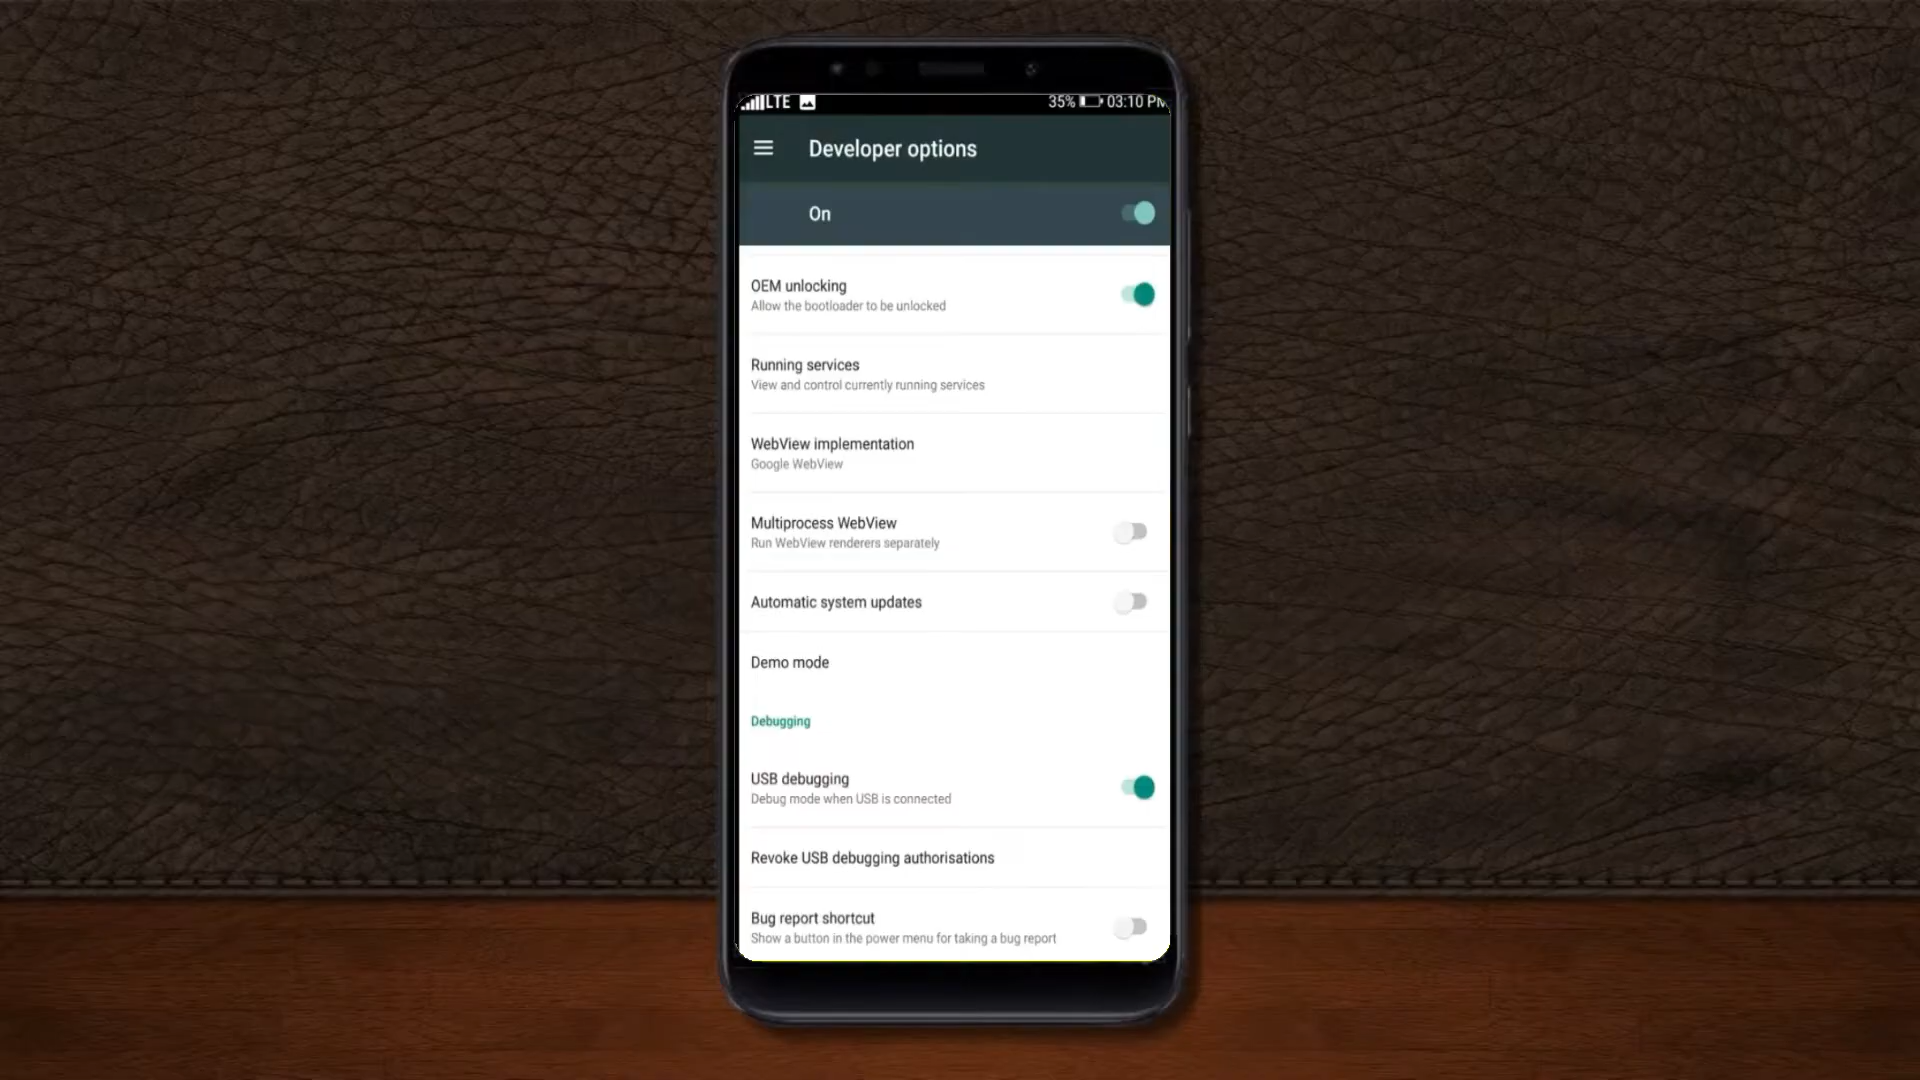 LTE
35% 03:10 PM
Developer options
On
OEM unlocking
Allow the bootloader to be unlocked
Running services
View and control currently running services
WebView implementation
Google WebView
Multiprocess WebView
Run WebView renderers separately
Automatic system updates
Demo mode
Debugging
USB debugging
Debug mode when USB is connected
Revoke USB debugging authorisations
Bug report shortcut
Show a button in the power menu for taking a bug report